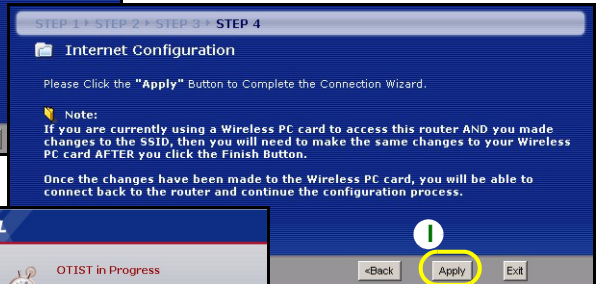 STEP 1 ▸ STEP 2 ▸ STEP 3 ▸ STEP 4
Internet Configuration
Please Click the "Apply" Button to Complete the Connection Wizard.
Note:
If you are currently using a Wireless PC card to access this router AND you made
changes to the SSID, then you will need to make the same changes to your Wireless
PC card AFTER you click the Finish Button.
Once the changes have been made to the Wireless PC card, you will be able to
connect back to the router and continue the configuration process.
L
OTIST in Progress
I
<Back Apply Exit